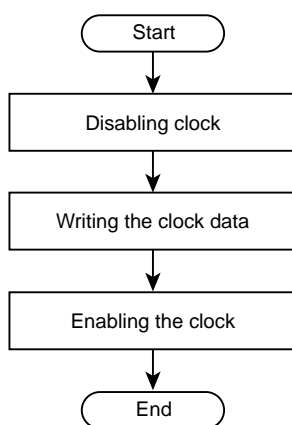 Start
Disabling clock
Writing the clock data
Enabling the clock
End